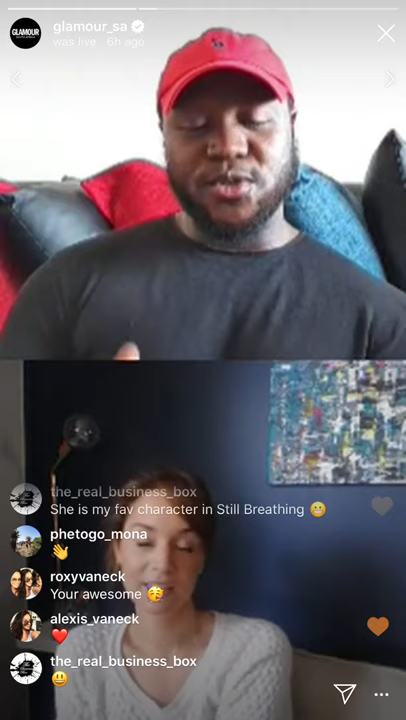 GLAMOUR
glamour_sa
was live 6h ago
the_real_business_box
She is my fav character in Still Breathing 😬
phetogo_mona
👋
roxyvaneck
Your awesome 🥳
alexis_vaneck
❤️
the_real_business_box
😃